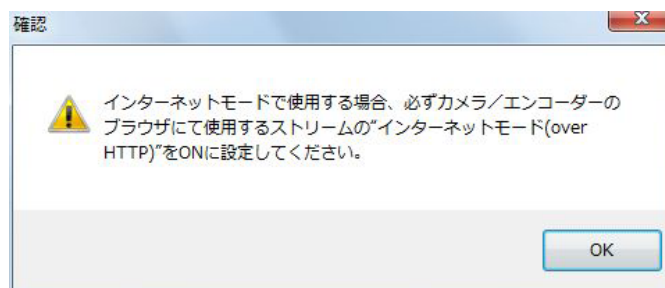 確認
インターネットモードで使用する場合、必ずカメラ／エンコーダーの
ブラウザにて使用するストリームの“インターネットモード(over
HTTP)”をONに設定してください。
OK